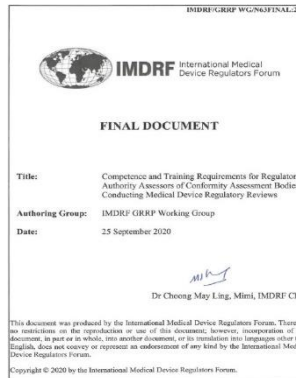 IMDRF/GRRP WG/N63FINAL:2
IMDRF International Medical
Device Regulators Forum
FINAL DOCUMENT
Title: Competence and Training Requirements for Regulator
Authority Assessors of Conformity Assessment Bodie
Conducting Medical Device Regulatory Reviews
Authoring Group: IMDRF GRRP Working Group
Date: 25 September 2020
Dr Choong May Ling, Mimi, IMDRF C
This document was produced by the International Medical Device Regulators Forum. There
no restrictions on the reproduction or use of this document; however, incorporation of
document, in part or in whole, into another document, or its translation into languages other
English, does not convey or represent an endorsement of any kind by the International Med
Device Regulators Forum.
Copyright © 2020 by the International Medical Device Regulators Forum.